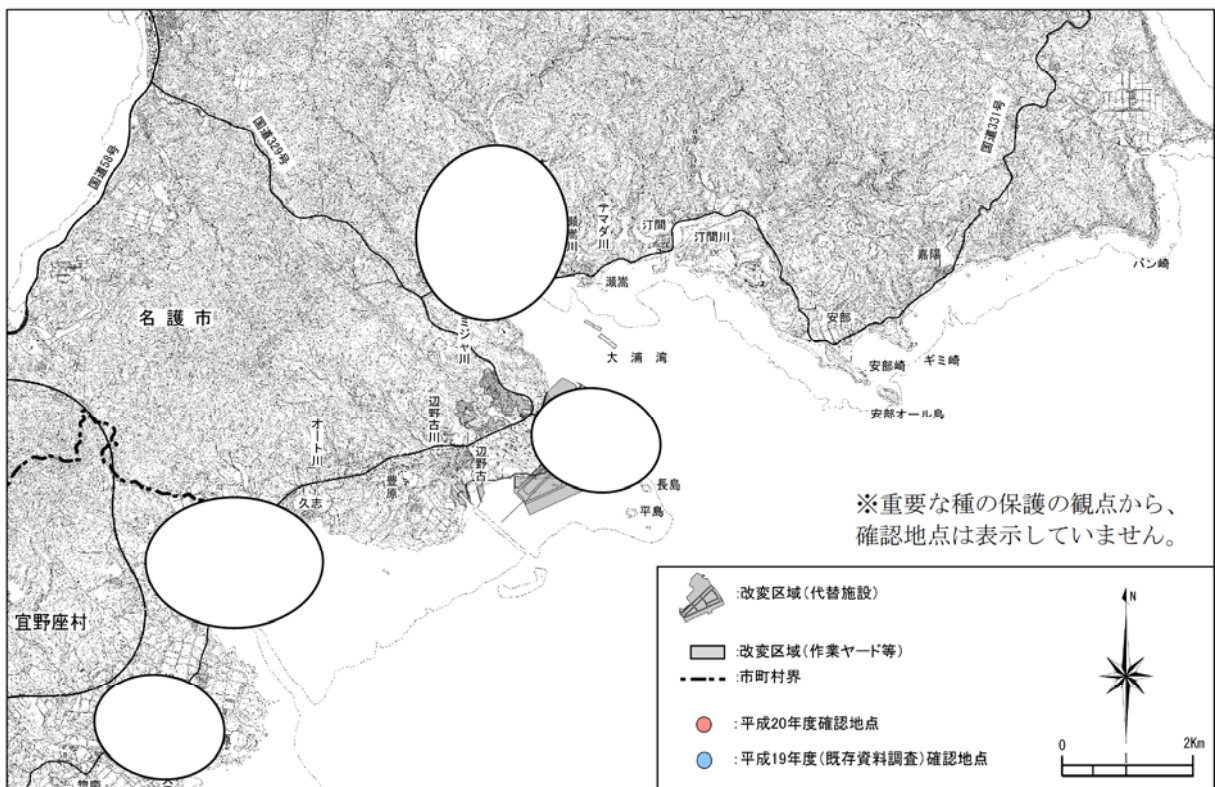 国道58号
国道329号
国道331号
テマダ川
汀間
汀間川
瀬嵩
嘉陽
バン崎
名護市
ミジャ川
大浦湾
安部
安部崎
ギミ崎
安部オール島
辺野古川
オート川
辺野古
豊原
久志
長島
平島
宜野座村
※重要な種の保護の観点から、
確認地点は表示していません。
:改変区域(代替施設)
:改変区域(作業ヤード等)
:市町村界
:平成20年度確認地点
:平成19年度(既存資料調査)確認地点
N
0 1 2Km